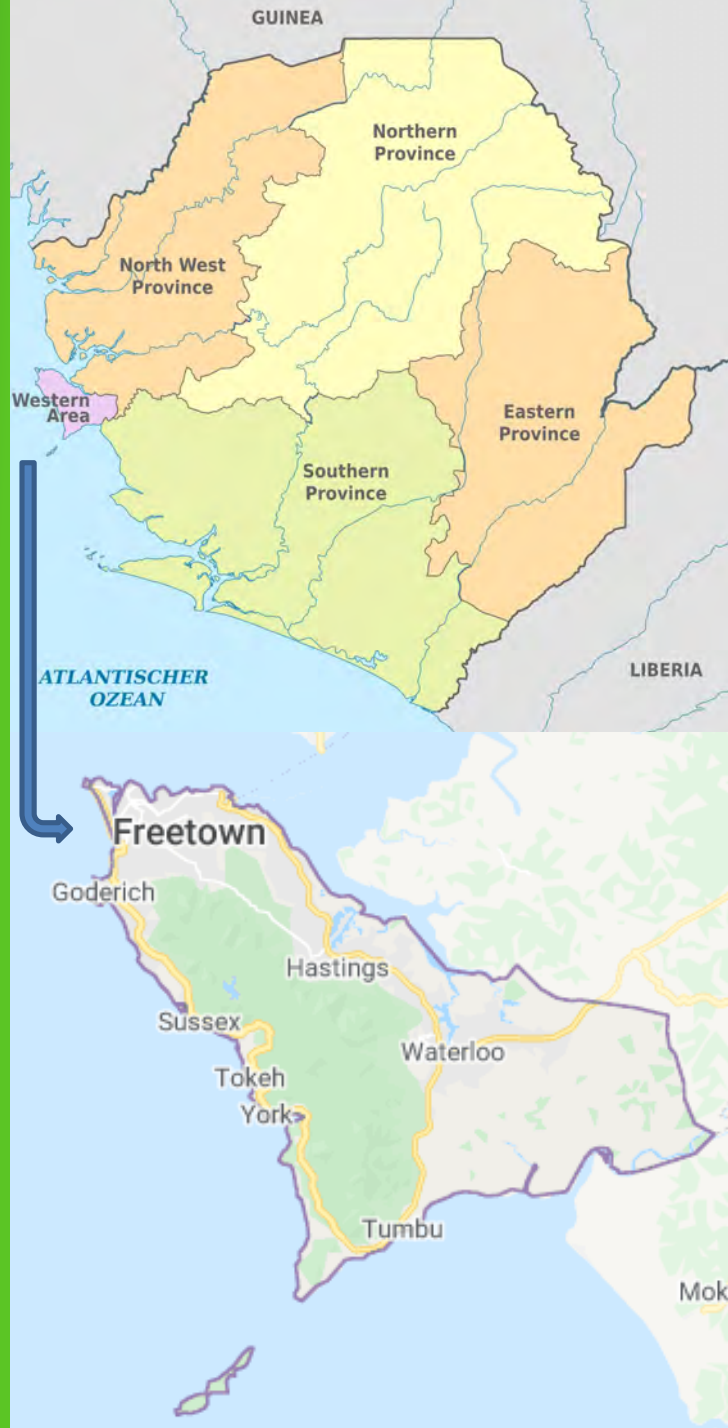 GUINEA
Northern
Province
North West
Province
Western
Area
Eastern
Province
Southern
Province
ATLANTISCHER
OZEAN
LIBERIA
Freetown
Goderich
Hastings
Sussex
Waterloo
Tokeh
York
Tumbu
Mok